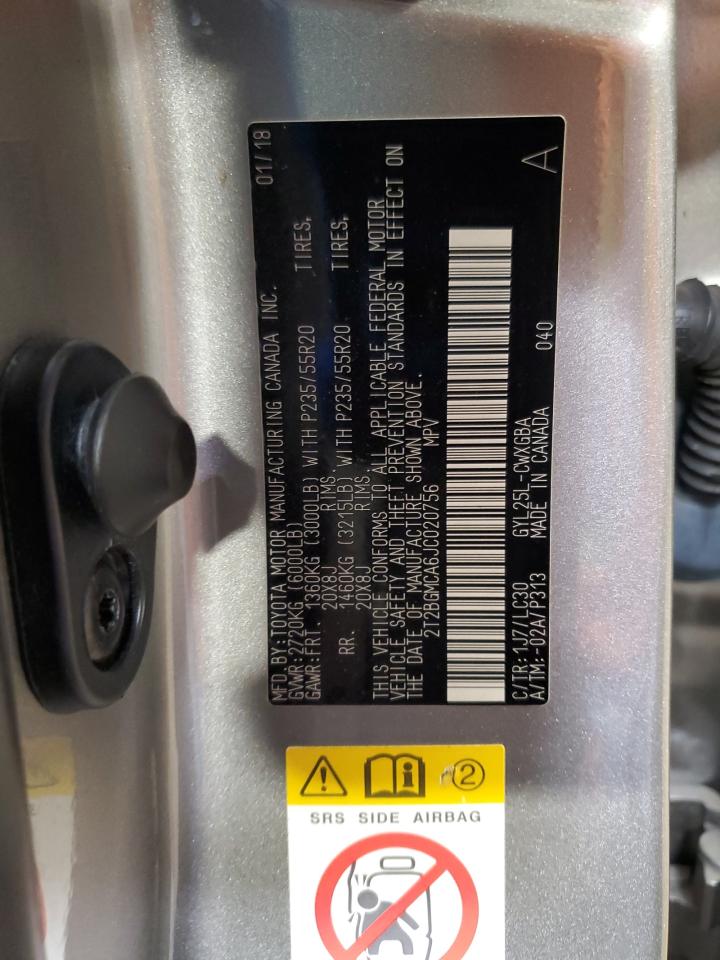 MFD BY:TOYOTA MOTOR MANUFACTURING CANADA INC. 01/18
GVWR:2720KG (6000LB)
GAWR:FRT 1360KG (3000LB) WITH P235/55R20 TIRES,
20X8J RIMS
RR. 1460KG (3215LB) WITH P235/55R20 TIRES,
20X8J RIMS
THIS VEHICLE CONFORMS TO ALL APPLICABLE FEDERAL MOTOR
VEHICLE SAFETY AND THEFT PREVENTION STANDARDS IN EFFECT ON
THE DATE OF MANUFACTURE SHOWN ABOVE.
2T2BGMCA6JC020756 MPV
C/TR:1J7/LC30 GYL25L-CWXGBA 040 A
A/TM:-02A/P313 MADE IN CANADA
2
SRS SIDE AIRBAG